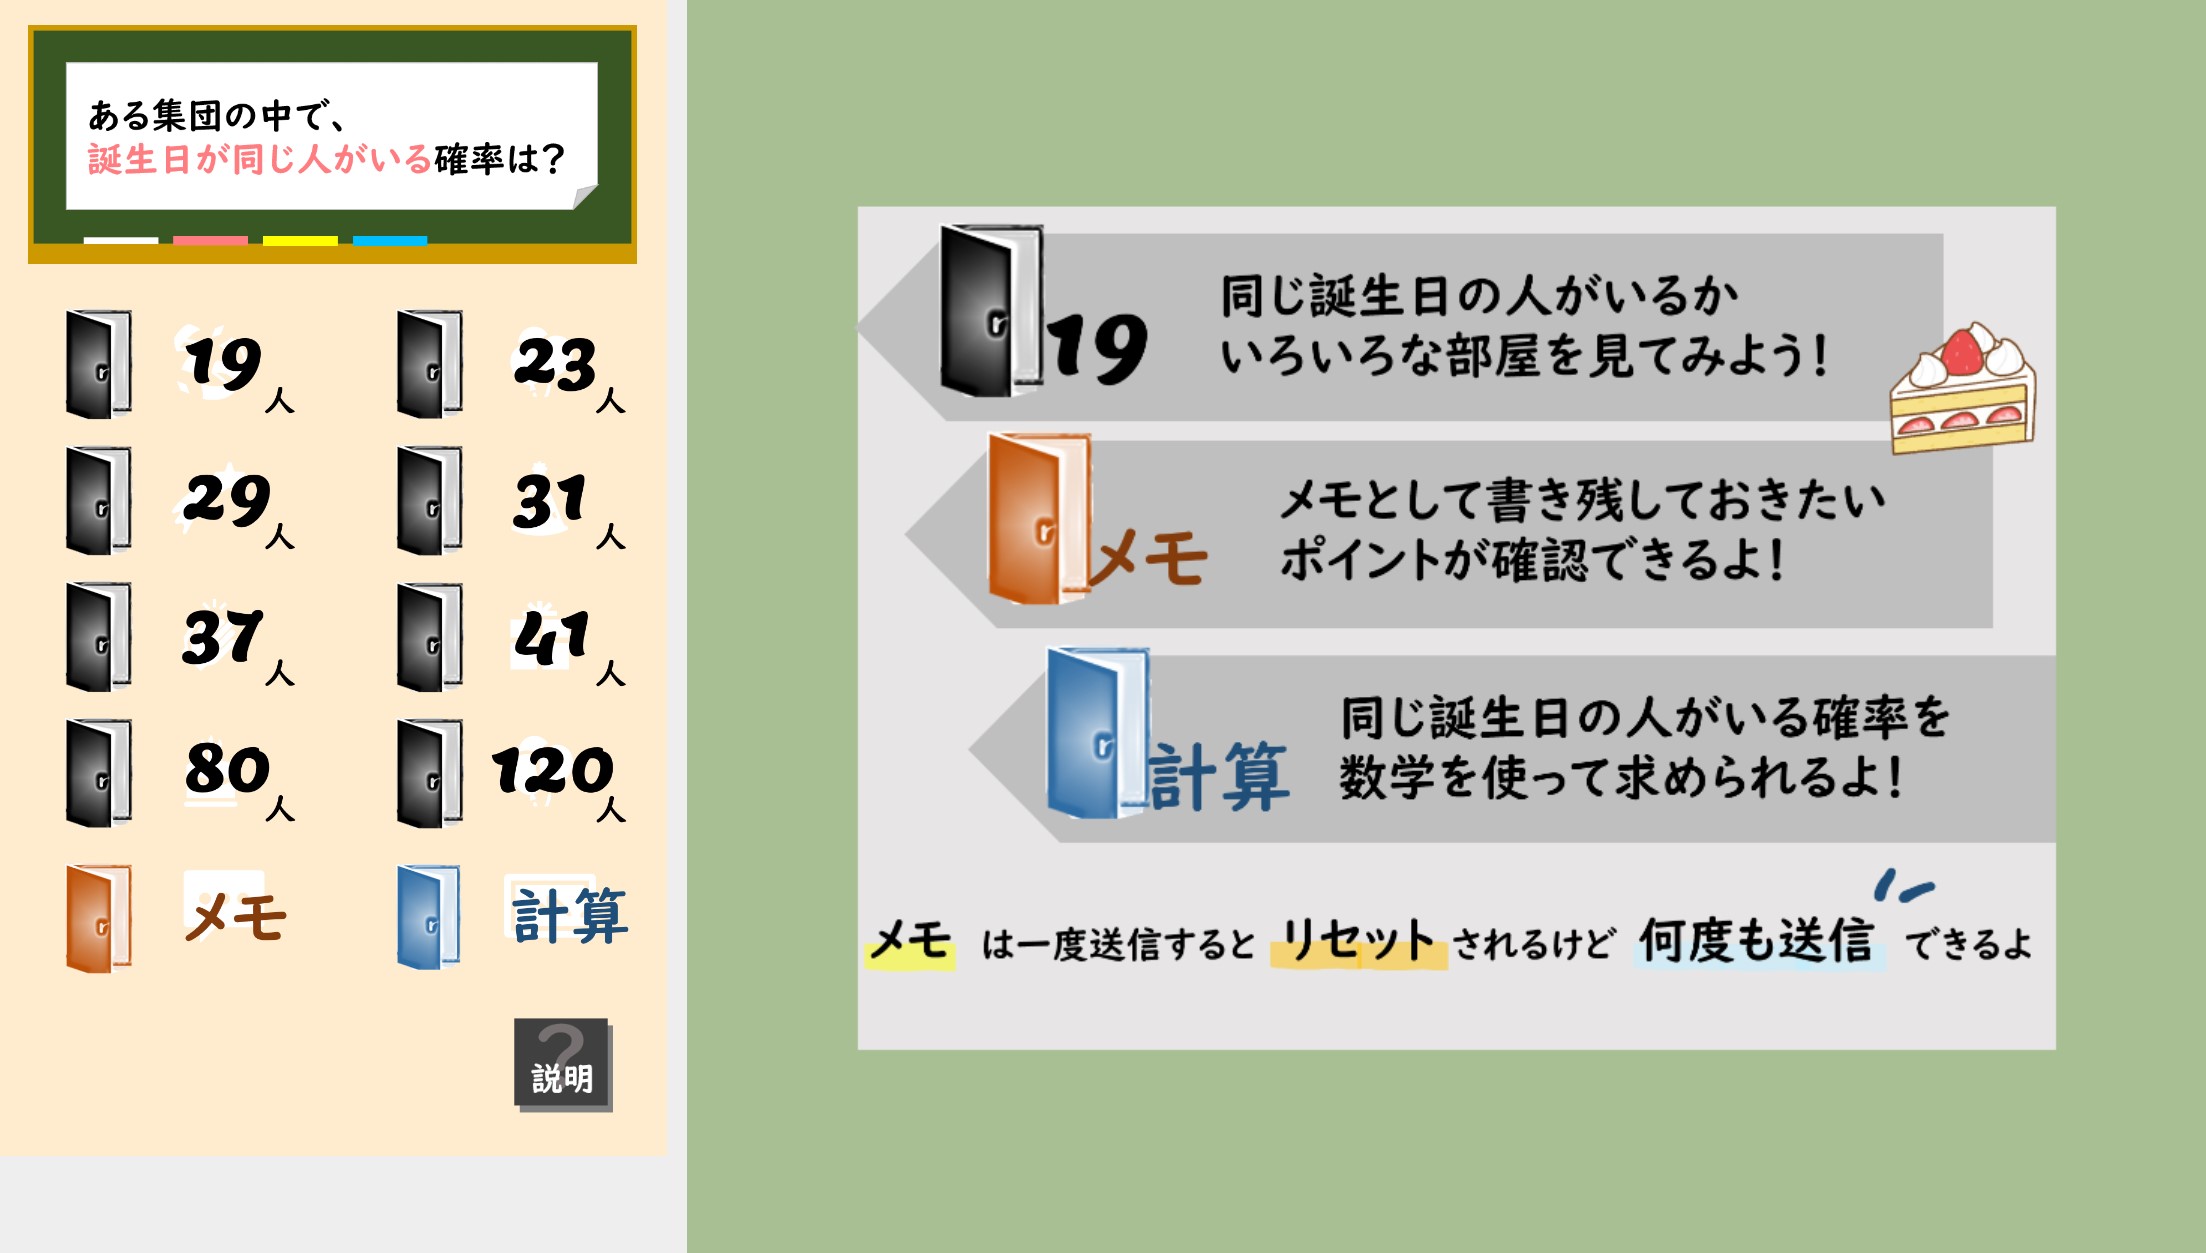 ある集団の中で、
誕生日が同じ人がいる確率は?
19人
23人
29人
31人
37人
41人
80人
120人
メモ
計算
?
説明
19
同じ誕生日の人がいるか
いろいろな部屋を見てみよう!
メモ
メモとして書き残しておきたい
ポイントが確認できるよ!
計算
同じ誕生日の人がいる確率を
数学を使って求められるよ!
メモ は一度送信すると リセット されるけど 何度も送信 できるよ